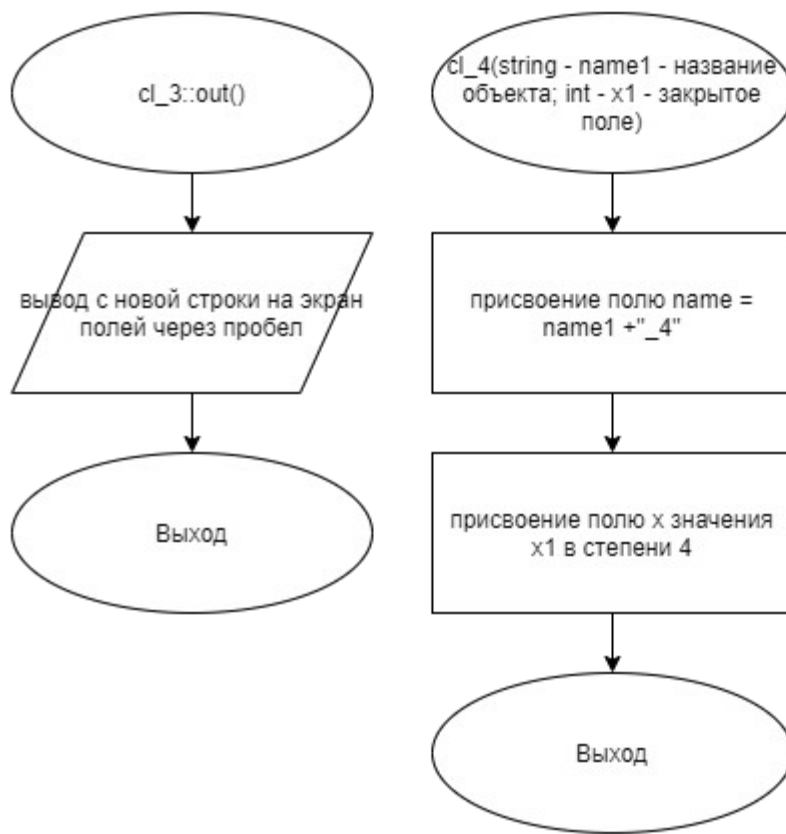 cl_3::out()
вывод с новой строки на экран
полей через пробел
Выход
cl_4(string - name1 - название
объекта; int - x1 - закрытое
поле)
присвоение полю name =
name1 +"_4"
присвоение полю x значения
x1 в степени 4
Выход